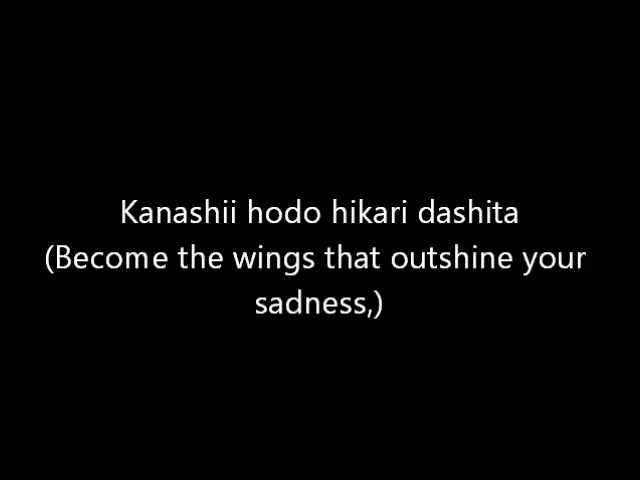 Kanashii hodo hikari dashita
(Become the wings that outshine your
sadness,)